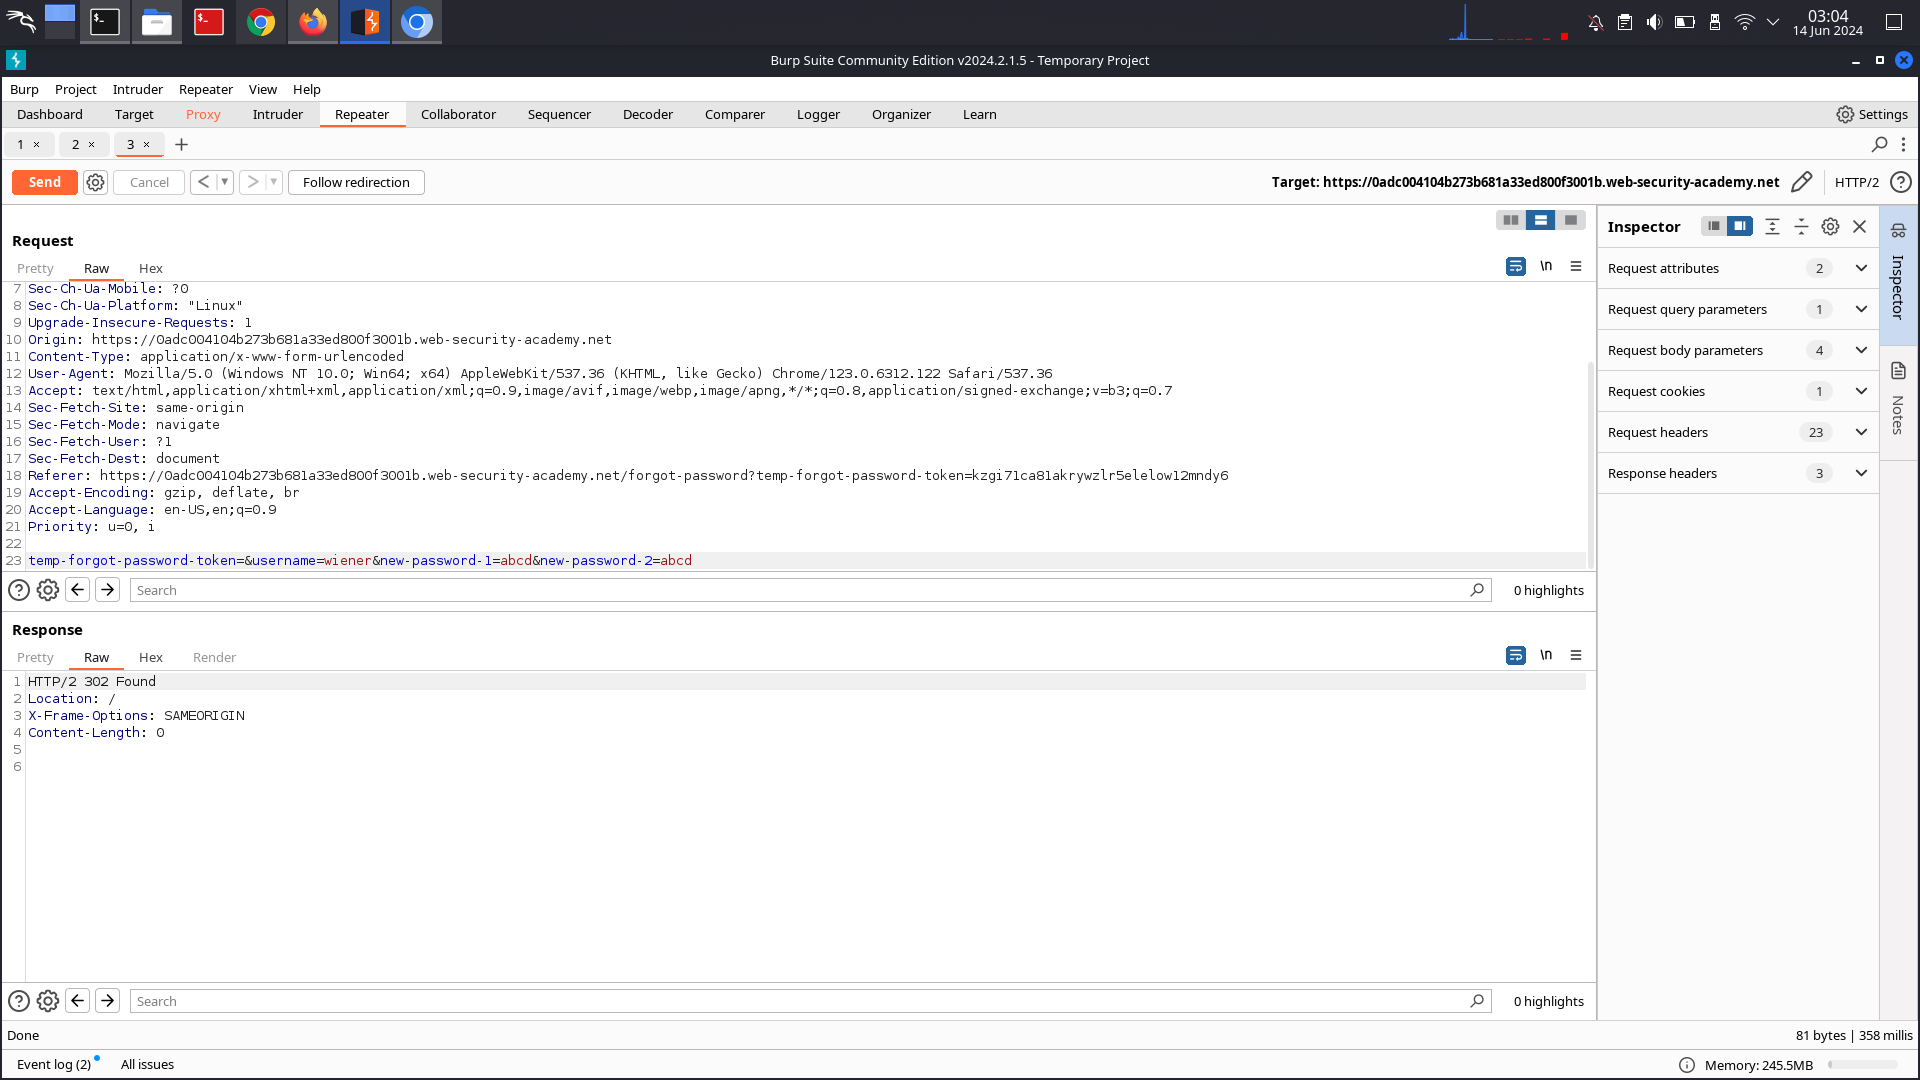 03:04
14 Jun 2024
Burp Suite Community Edition v2024.2.1.5 - Temporary Project
Burp Project Intruder Repeater View Help
Dashboard Target Proxy Intruder Repeater Collaborator Sequencer Decoder Comparer Logger Organizer Learn Settings
1 × 2 × 3 × +
Send Cancel < > Follow redirection Target: https://0adc004104b273b681a33ed800f3001b.web-security-academy.net HTTP/2
Request
Pretty Raw Hex \n
7 Sec-Ch-Ua-Mobile: ?0
8 Sec-Ch-Ua-Platform: "Linux"
9 Upgrade-Insecure-Requests: 1
10 Origin: https://0adc004104b273b681a33ed800f3001b.web-security-academy.net
11 Content-Type: application/x-www-form-urlencoded
12 User-Agent: Mozilla/5.0 (Windows NT 10.0; Win64; x64) AppleWebKit/537.36 (KHTML, like Gecko) Chrome/123.0.6312.122 Safari/537.36
13 Accept: text/html,application/xhtml+xml,application/xml;q=0.9,image/avif,image/webp,image/apng,*/*;q=0.8,application/signed-exchange;v=b3;q=0.7
14 Sec-Fetch-Site: same-origin
15 Sec-Fetch-Mode: navigate
16 Sec-Fetch-User: ?1
17 Sec-Fetch-Dest: document
18 Referer: https://0adc004104b273b681a33ed800f3001b.web-security-academy.net/forgot-password?temp-forgot-password-token=kzgi71ca81akrywzlr5elelow12mndy6
19 Accept-Encoding: gzip, deflate, br
20 Accept-Language: en-US,en;q=0.9
21 Priority: u=0, i
22
23 temp-forgot-password-token=&username=wiener&new-password-1=abcd&new-password-2=abcd
Search 0 highlights
Response
Pretty Raw Hex Render \n
1 HTTP/2 302 Found
2 Location: /
3 X-Frame-Options: SAMEORIGIN
4 Content-Length: 0
5
6
Search 0 highlights
Inspector
Request attributes 2
Request query parameters 1
Request body parameters 4
Request cookies 1
Request headers 23
Response headers 3
Inspector
Notes
Done 81 bytes | 358 millis
Event log (2) All issues Memory: 245.5MB